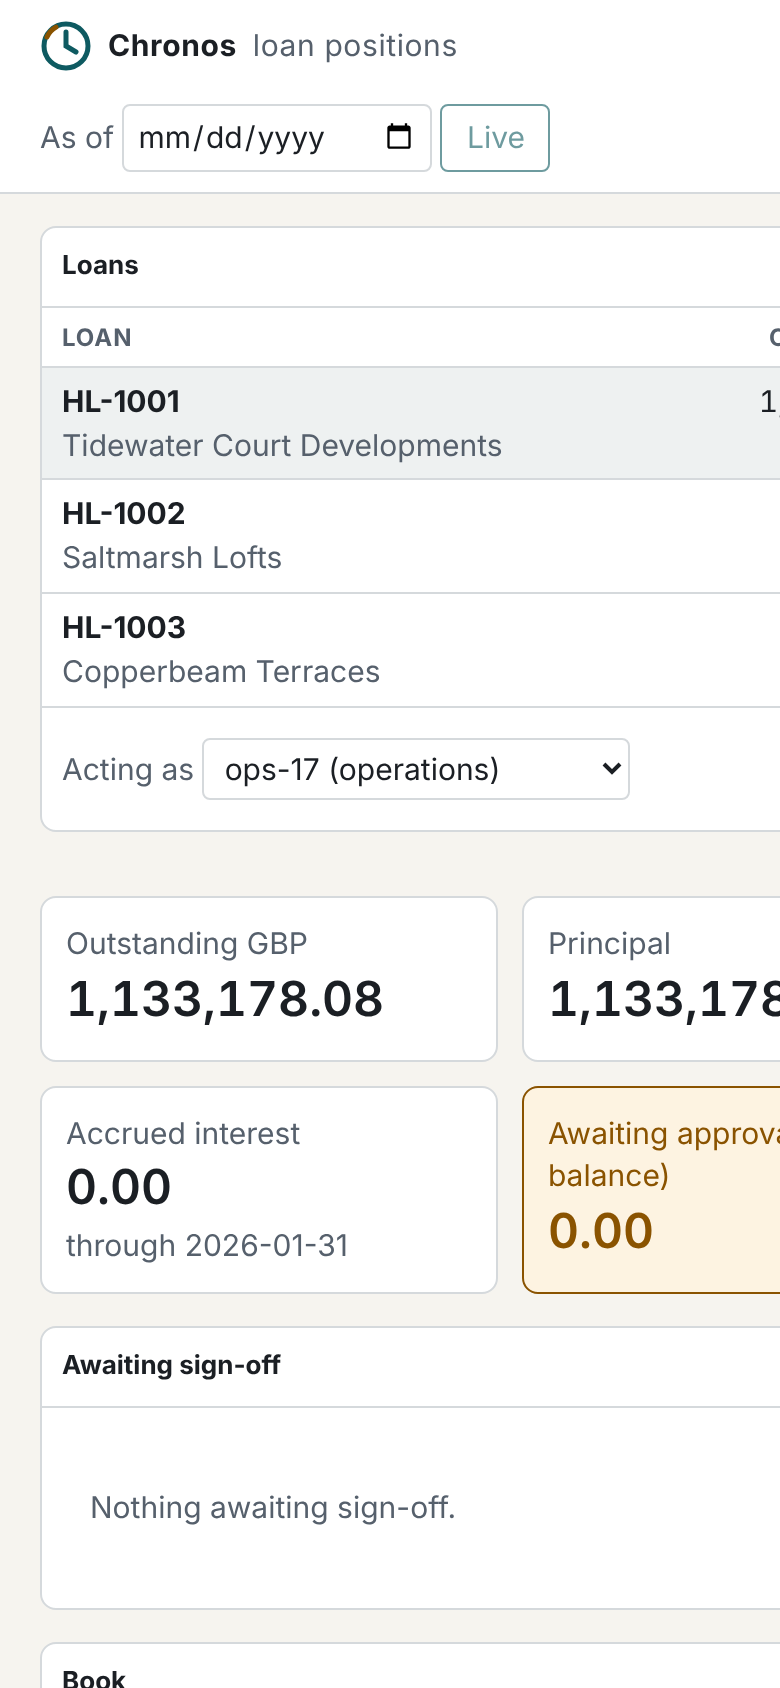 Chronos loan positions
As of mm/dd/yyyy Live
Loans
LOAN
HL-1001
Tidewater Court Developments
HL-1002
Saltmarsh Lofts
HL-1003
Copperbeam Terraces
Acting as ops-17 (operations)
Outstanding GBP Principal
1,133,178.08
Accrued interest
0.00
through 2026-01-31
Awaiting
balance)
0.00
Awaiting sign-off
Nothing awaiting sign-off.
Book